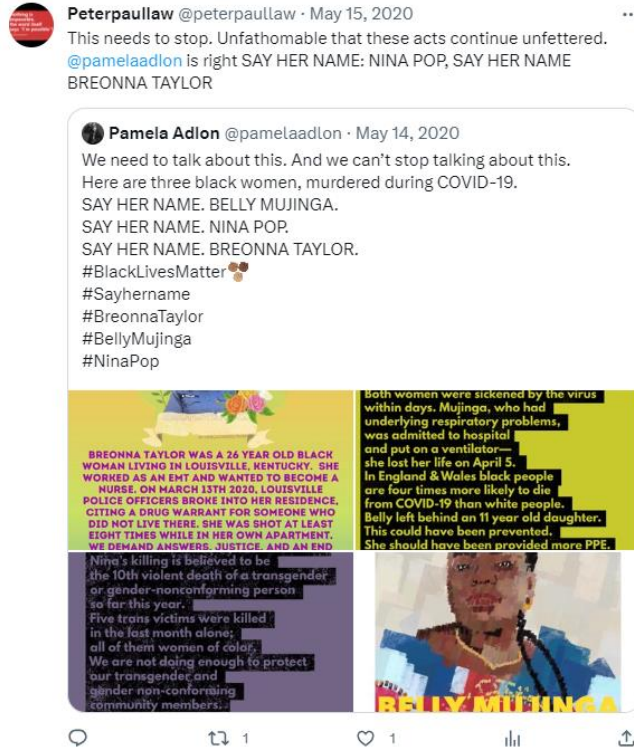 Peterpaullaw @peterpaullaw · May 15, 2020
This needs to stop. Unfathomable that these acts continue unfettered.
@pamelaadlon is right SAY HER NAME: NINA POP, SAY HER NAME
BREONNA TAYLOR
Pamela Adlon @pamelaadlon · May 14, 2020
We need to talk about this. And we can’t stop talking about this.
Here are three black women, murdered during COVID-19.
SAY HER NAME. BELLY MUJINGA.
SAY HER NAME. NINA POP.
SAY HER NAME. BREONNA TAYLOR.
#BlackLivesMatter
#Sayhername
#BreonnaTaylor
#BellyMujinga
#NinaPop
BREONNA TAYLOR WAS A 26 YEAR OLD BLACK
WOMAN LIVING IN LOUISVILLE, KENTUCKY. SHE
WORKED AS AN EMT AND WANTED TO BECOME A
NURSE. ON MARCH 13TH 2020, LOUISVILLE
POLICE OFFICERS BROKE INTO HER RESIDENCE,
CITING A DRUG WARRANT FOR SOMEONE WHO
DID NOT LIVE THERE. SHE WAS SHOT AT LEAST
EIGHT TIMES WHILE IN HER OWN APARTMENT.
WE DEMAND ANSWERS, JUSTICE, AND AN END
Both women were sickened by the virus
within days. Mujinga, who had
underlying respiratory problems,
was admitted to hospital
and put on a ventilator—
she lost her life on April 5.
In England & Wales black people
are four times more likely to die
from COVID-19 than white people.
Belly left behind an 11 year old daughter.
This could have been prevented.
She should have been provided more PPE.
Nina's killing is believed to be
the 10th violent death of a transgender
or gender-nonconforming person
so far this year.
Five trans victims were killed
in the last month alone;
all of them women of color.
We are not doing enough to protect
our transgender and
gender non-conforming
community members.
BELLY MUJINGA
1
1